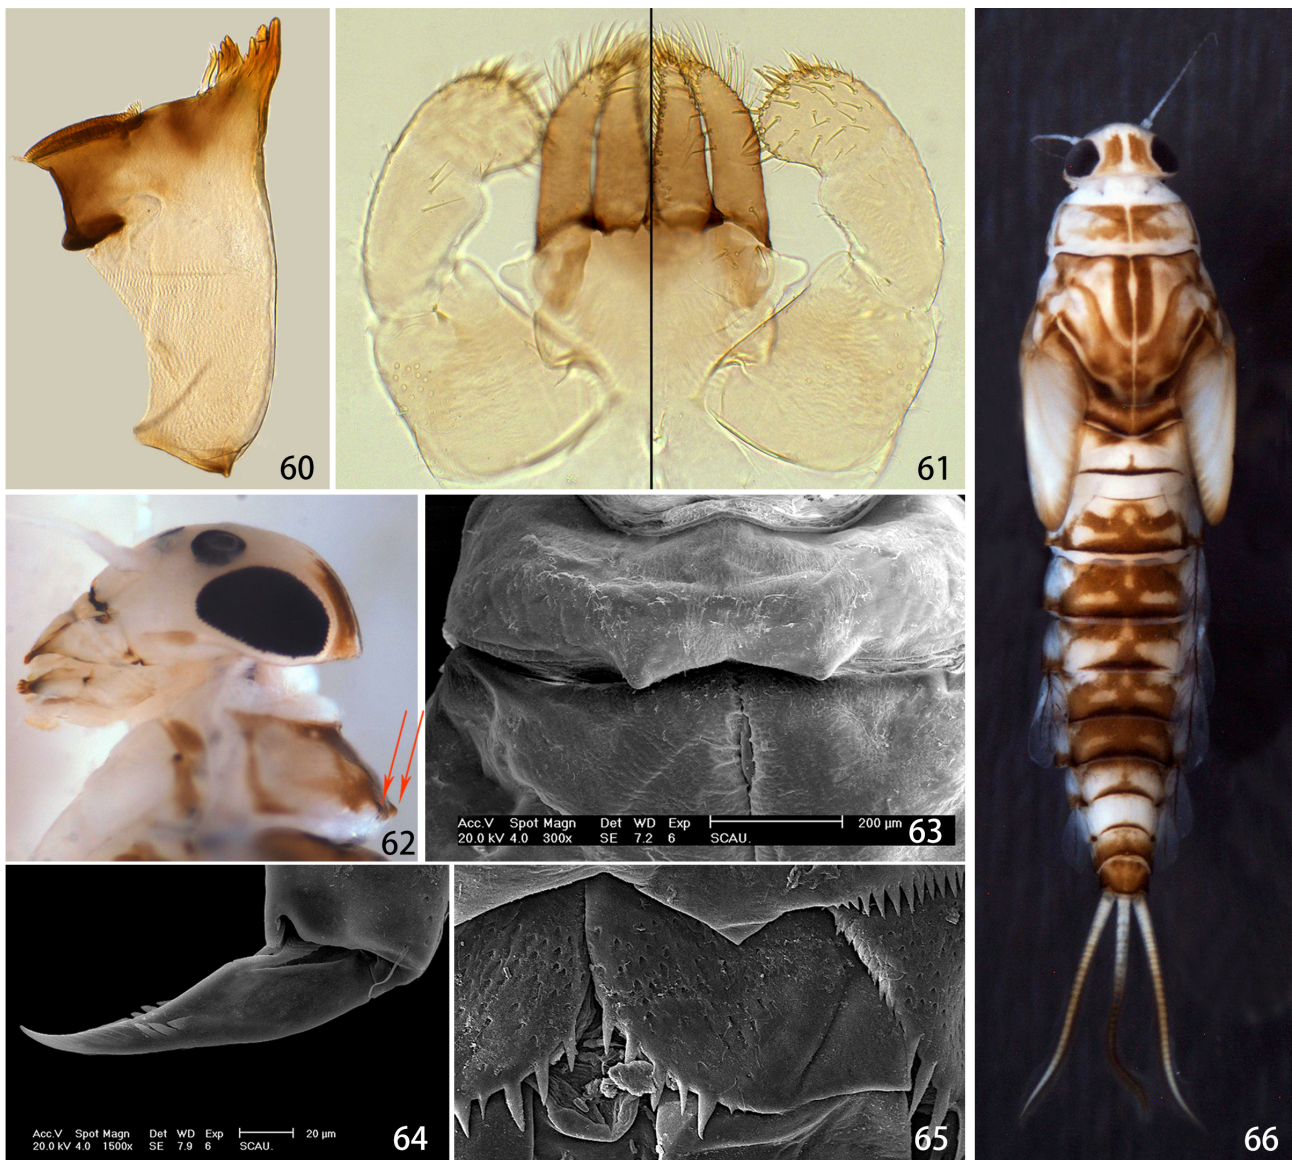 60
61
62
Acc.V Spot Magn Det WD Exp 200 µm
20.0 kV 4.0 300x SE 7.2 6 SCAU.
63
Acc.V Spot Magn Det WD Exp 20 µm
20.0 kV 4.0 1500x SE 7.9 6 SCAU.
64
65
66